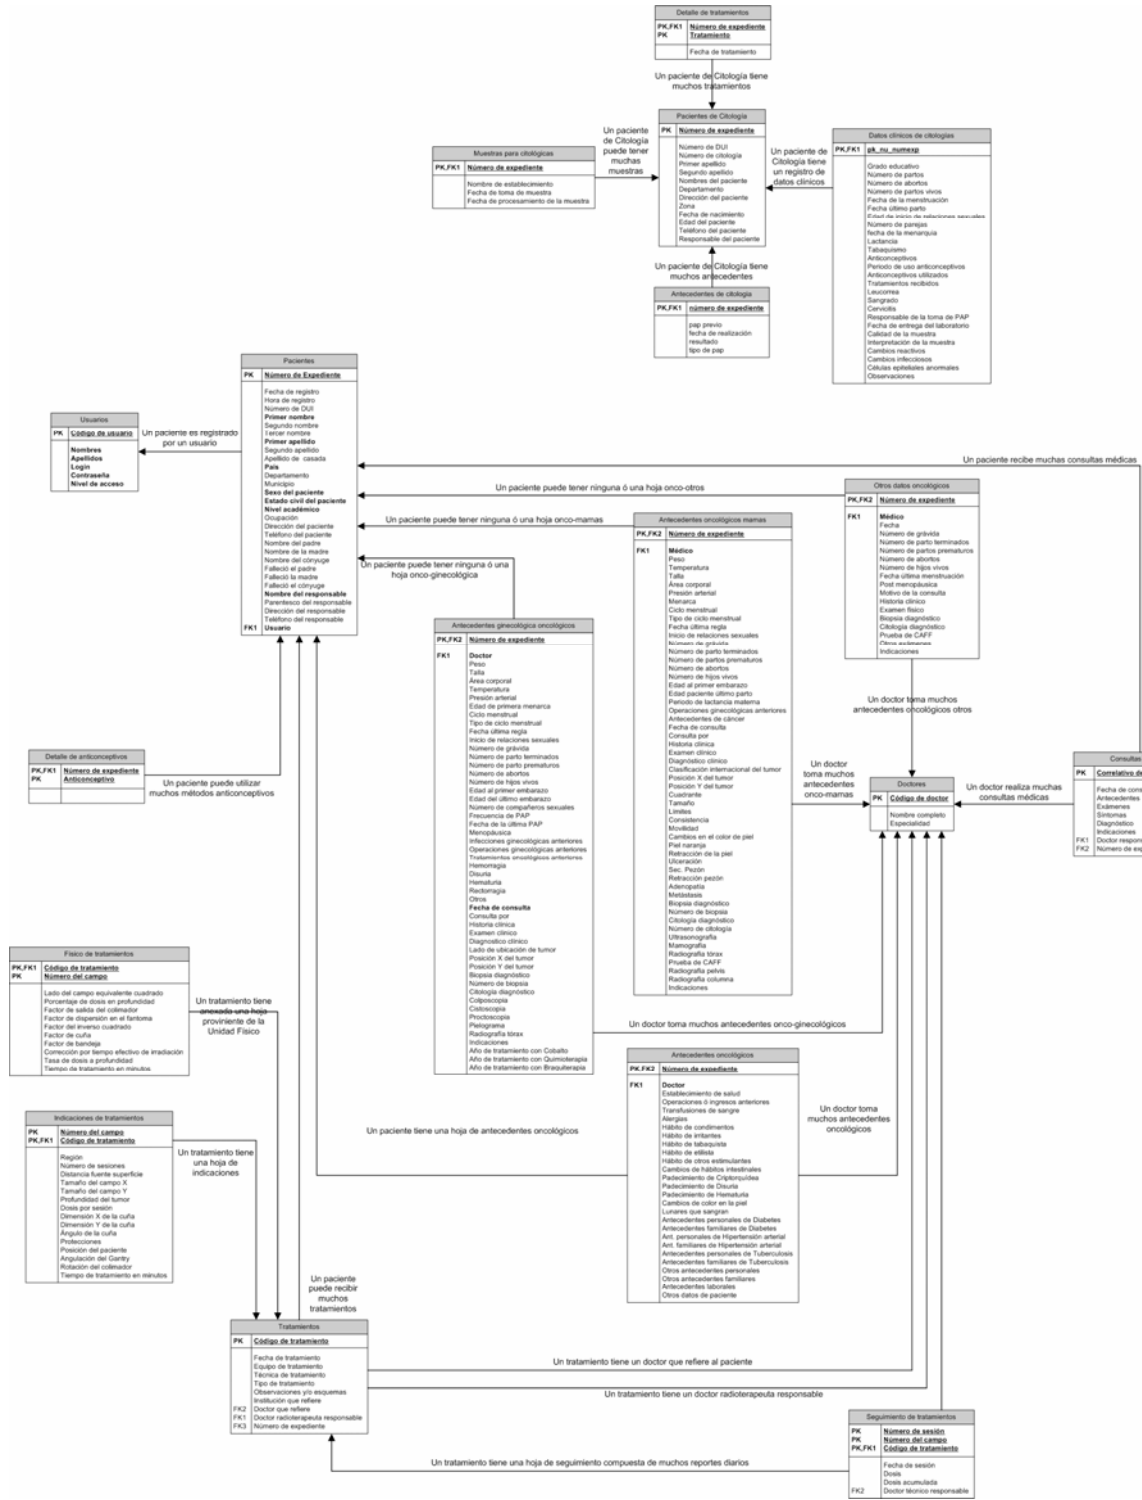 Detalle de tratamientos
PK,FK1 Número de expediente
PK Tratamiento
Fecha de tratamiento
Un paciente de Citología tiene
muchos tratamientos
Pacientes de Citología
PK Número de expediente
Número de DUI
Número de citología
Primer apellido
Segundo apellido
Nombres del paciente
Departamento
Dirección del paciente
Zona
Fecha de nacimiento
Edad del paciente
Teléfono del paciente
Responsable del paciente
Un paciente
de Citología
puede tener
muchas
muestras
Muestras para citológicas
PK,FK1 Número de expediente
Nombre de establecimiento
Fecha de toma de muestra
Fecha de procesamiento de la muestra
Un paciente de
Citología tiene
un registro de
datos clínicos
Datos clínicos de citologías
PK,FK1 pk_nu_numexp
Grado educativo
Número de partos
Número de abortos
Número de partos vivos
Fecha de la menstruación
Fecha último parto
Edad de inicio de relaciones sexuales
Número de parejas
fecha de la menarquia
Lactancia
Tabaquismo
Anticonceptivos
Periodo de uso anticonceptivos
Anticonceptivos utilizados
Tratamientos recibidos
Leucorrea
Sangrado
Cervicitis
Responsable de la toma de PAP
Fecha de entrega del laboratorio
Calidad de la muestra
Interpretación de la muestra
Cambios reactivos
Cambios infecciosos
Células epiteliales anormales
Observaciones
Un paciente de Citología tiene
muchos antecedentes
Antecedentes de citología
PK,FK1 número de expediente
pap previo
fecha de realización
resultado
tipo de pap
Pacientes
PK Número de Expediente
Fecha de registro
Hora de registro
Número de DUI
Primer nombre
Segundo nombre
Tercer nombre
Primer apellido
Segundo apellido
Apellido de casada
País
Departamento
Municipio
Sexo del paciente
Estado civil del paciente
Nivel académico
Ocupación
Dirección del paciente
Teléfono del paciente
Nombre del padre
Nombre de la madre
Nombre del cónyuge
Falleció el padre
Falleció la madre
Falleció el cónyuge
Nombre del responsable
Parentesco del responsable
Dirección del responsable
Teléfono del responsable
FK1 Usuario
Usuarios
PK Código de usuario
Nombres
Apellidos
Login
Contraseña
Nivel de acceso
Un paciente es registrado
por un usuario
Un paciente recibe muchas consultas médicas
Un paciente puede tener ninguna ó una hoja onco-otros
Un paciente puede tener ninguna ó una hoja onco-mamas
Un paciente puede tener ninguna ó una
hoja onco-ginecológica
Otros datos oncológicos
PK,FK2 Número de expediente
FK1 Médico
Fecha
Número de grávida
Número de parto terminados
Número de partos prematuros
Número de abortos
Número de hijos vivos
Fecha última menstruación
Post menopáusica
Motivo de la consulta
Historia clínico
Examen físico
Biopsia diagnóstico
Citología diagnóstico
Prueba de CAFF
Otros exámenes
Indicaciones
Antecedentes oncológicos mamas
PK,FK2 Número de expediente
FK1 Médico
Peso
Temperatura
Talla
Área corporal
Presión arterial
Menarca
Ciclo menstrual
Tipo de ciclo menstrual
Fecha última regla
Inicio de relaciones sexuales
Número de grávida
Número de parto terminados
Número de partos prematuros
Número de abortos
Número de hijos vivos
Edad al primer embarazo
Edad paciente último parto
Periodo de lactancia materna
Operaciones ginecológicas anteriores
Antecedentes de cáncer
Fecha de consulta
Consulta por
Historia clínica
Examen clínico
Diagnóstico clínico
Clasificación internacional del tumor
Posición X del tumor
Posición Y del tumor
Cuadrante
Tamaño
Límites
Consistencia
Movilidad
Cambios en el color de piel
Piel naranja
Retracción de la piel
Ulceración
Sec. Pezón
Retracción pezón
Adenopatía
Metástasis
Biopsia diagnóstico
Número de biopsia
Citología diagnóstico
Número de citología
Ultrasonografía
Mamografía
Radiografía tórax
Prueba de CAFF
Radiografía pelvis
Radiografía columna
Indicaciones
Antecedentes ginecológica oncológicos
PK,FK2 Número de expediente
FK1 Doctor
Peso
Talla
Área corporal
Temperatura
Presión arterial
Edad de primera menarca
Ciclo menstrual
Tipo de ciclo menstrual
Fecha última regla
Inicio de relaciones sexuales
Número de grávida
Número de parto terminados
Número de parto prematuros
Número de abortos
Número de hijos vivos
Edad al primer embarazo
Edad del último embarazo
Número de compañeros sexuales
Frecuencia de PAP
Fecha de la última PAP
Menopáusica
Infecciones ginecológicas anteriores
Operaciones ginecológicas anteriores
Tratamientos oncológicos anteriores
Hemorragia
Disuria
Hematuria
Rectorragia
Otros
Fecha de consulta
Consulta por
Historia clínica
Examen clínico
Diagnostico clínico
Lado de ubicación de tumor
Posición X del tumor
Posición Y del tumor
Biopsia diagnóstico
Número de biopsia
Citología diagnóstico
Colposcopia
Cistoscopia
Proctoscopia
Pielograma
Radiografía tórax
Indicaciones
Año de tratamiento con Cobalto
Año de tratamiento con Quimioterapia
Año de tratamiento con Braquiterapia
Un doctor toma muchos
antecedentes oncológicos otros
Detalle de anticonceptivos
PK,FK1 Número de expediente
PK Anticonceptivo
Un paciente puede utilizar
muchos métodos anticonceptivos
Un doctor
toma muchos
antecedentes
onco-mamas
Doctores
PK Código de doctor
Nombre completo
Especialidad
Un doctor realiza muchas
consultas médicas
Consultas
PK Correlativo de
Fecha de cons
Antecedentes
Exámenes
Síntomas
Diagnóstico
Indicaciones
FK1 Doctor respon
FK2 Número de exp
Físico de tratamientos
PK,FK1 Código de tratamiento
PK Número del campo
Lado del campo equivalente cuadrado
Porcentaje de dosis en profundidad
Factor de salida del colimador
Factor de dispersión en el fantoma
Factor del inverso cuadrado
Factor de cuña
Factor de bandeja
Corrección por tiempo efectivo de irradiación
Tasa de dosis a profundidad
Tiempo de tratamiento en minutos
Un tratamiento tiene
anexada una hoja
proviniente de la
Unidad Físico
Un doctor toma muchos antecedentes onco-ginecológicos
Antecedentes oncológicos
PK,FK2 Número de expediente
FK1 Doctor
Establecimiento de salud
Operaciones ó ingresos anteriores
Transfusiones de sangre
Alergias
Hábito de condimentos
Hábito de irritantes
Hábito de tabaquista
Hábito de etilista
Hábito de otros estimulantes
Cambios de hábitos intestinales
Padecimiento de Criptorquídea
Padecimiento de Disuria
Padecimiento de Hematuria
Cambios de color en la piel
Lunares que sangran
Antecedentes personales de Diabetes
Antecedentes familiares de Diabetes
Ant. personales de Hipertensión arterial
Ant. familiares de Hipertensión arterial
Antecedentes personales de Tuberculosis
Antecedentes familiares de Tuberculosis
Otros antecedentes personales
Otros antecedentes familiares
Antecedentes laborales
Otros datos de paciente
Un doctor toma
muchos antecedentes
oncológicos
Un paciente tiene una hoja de antecedentes oncológicos
Indicaciones de tratamientos
PK Número del campo
PK,FK1 Código de tratamiento
Región
Número de sesiones
Distancia fuente superficie
Tamaño del campo X
Tamaño del campo Y
Profundidad del tumor
Dosis por sesión
Dimensión X de la cuña
Dimensión Y de la cuña
Ángulo de la cuña
Protecciones
Posición del paciente
Angulación del Gantry
Rotación del colimador
Tiempo de tratamiento en minutos
Un tratamiento tiene
una hoja de
indicaciones
Un paciente
puede recibir
muchos
tratamientos
Tratamientos
PK Código de tratamiento
Fecha de tratamiento
Equipo de tratamiento
Técnica de tratamiento
Tipo de tratamiento
Observaciones y/o esquemas
Institución que refiere
FK2 Doctor que refiere
FK1 Doctor radioterapeuta responsable
FK3 Número de expediente
Un tratamiento tiene un doctor que refiere al paciente
Un tratamiento tiene un doctor radioterapeuta responsable
Seguimiento de tratamientos
PK Número de sesión
PK Número del campo
PK,FK1 Código de tratamiento
Fecha de sesión
Dosis
Dosis acumulada
FK2 Doctor técnico responsable
Un tratamiento tiene una hoja de seguimiento compuesta de muchos reportes diarios